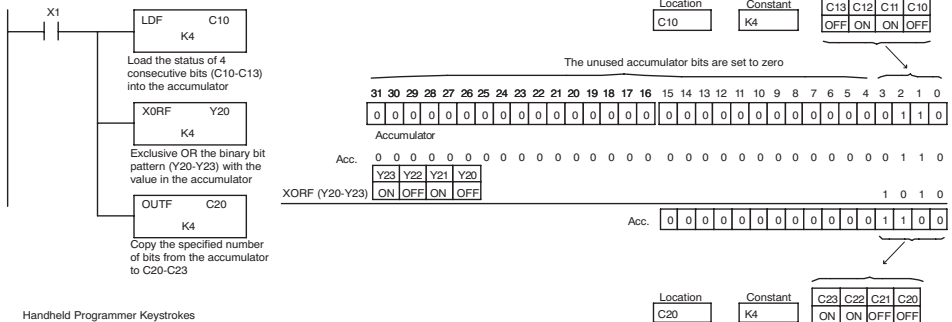 X1
LDF C10
K4
Load the status of 4
consecutive bits (C10-C13)
into the accumulator
X0RF Y20
K4
Exclusive OR the binary bit
pattern (Y20-Y23) with the
value in the accumulator
OUTF C20
K4
Copy the specified number
of bits from the accumulator
to C20-C23
Handheld Programmer Keystrokes
Location Constant
C10 K4
C13 C12 C11 C10
OFF ON ON OFF
The unused accumulator bits are set to zero
31 30 29 28 27 26 25 24 23 22 21 20 19 18 17 16 15 14 13 12 11 10 9 8 7 6 5 4 3 2 1 0
0 0 0 0 0 0 0 0 0 0 0 0 0 0 0 0 0 0 0 0 0 0 0 0 0 0 0 0 0 1 1 0
Accumulator
Acc. 0 0 0 0 0 0 0 0 0 0 0 0 0 0 0 0 0 0 0 0 0 0 0 0 0 0 0 0 0 1 1 0
Y23 Y22 Y21 Y20
XORF (Y20-Y23) ON OFF ON OFF 1 0 1 0
Acc. 0 0 0 0 0 0 0 0 0 0 0 0 1 1 0 0
Location Constant
C20 K4
C23 C22 C21 C20
ON ON OFF OFF